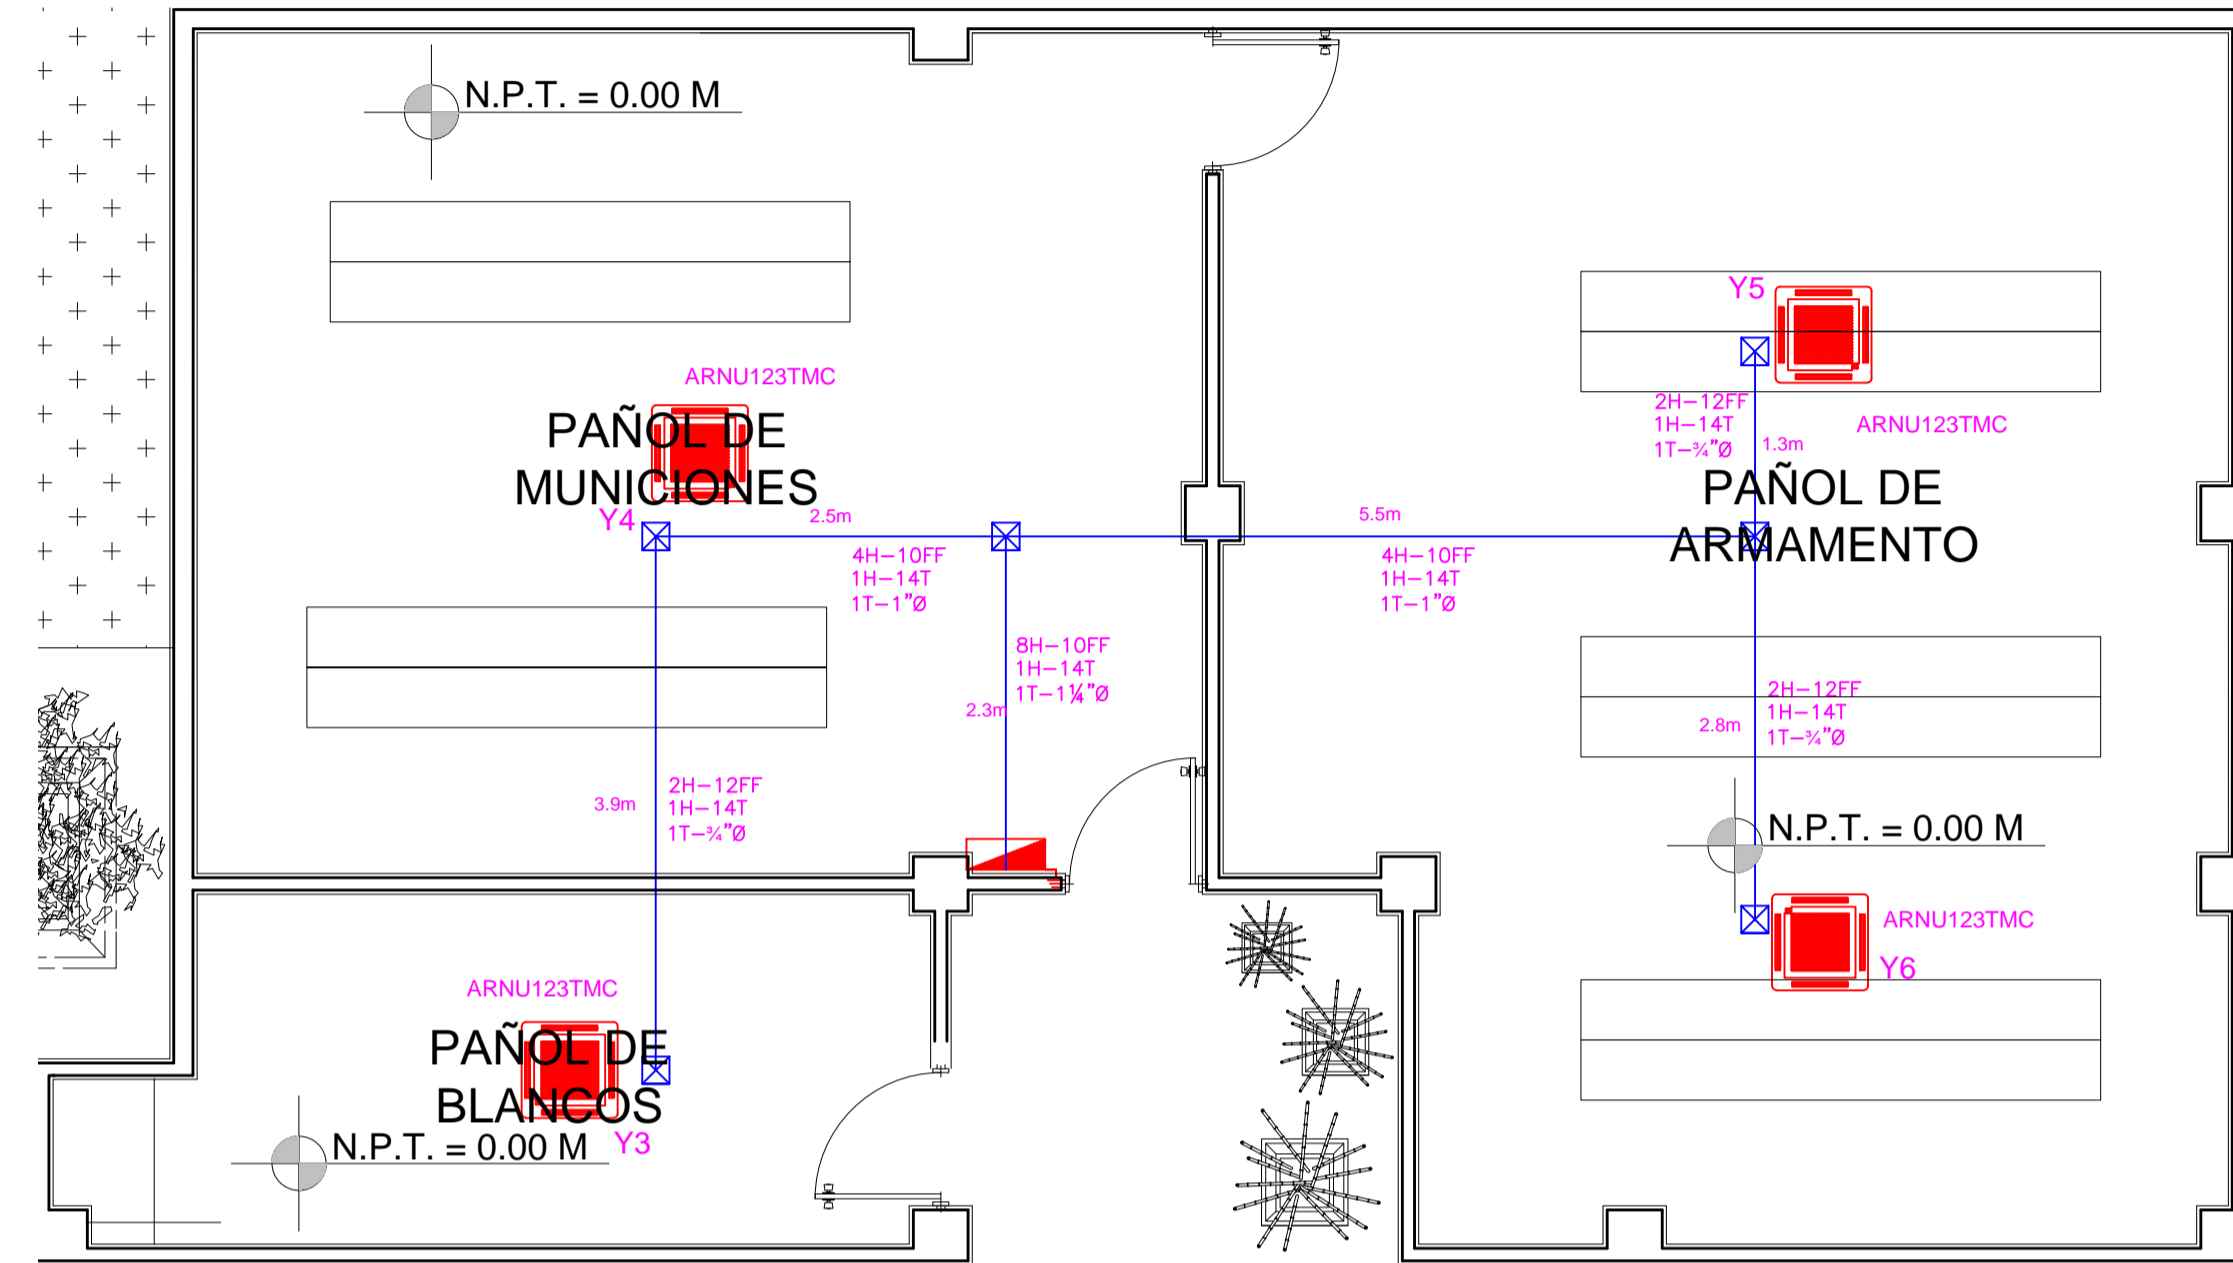 N.P.T. = 0.00 M
Y5
ARNU123TMC
PAÑOL DE
MUNICIONES
Y4
2.5m
4H-10FF
1H-14T
1T-1"Ø
5.5m
4H-10FF
1H-14T
1T-1"Ø
2H-12FF
1H-14T
1T-¾"Ø
1.3m
ARNU123TMC
PAÑOL DE
ARMAMENTO
8H-10FF
1H-14T
1T-1¼"Ø
2.3m
2H-12FF
1H-14T
1T-¾"Ø
2.8m
3.9m
2H-12FF
1H-14T
1T-¾"Ø
N.P.T. = 0.00 M
ARNU123TMC
Y6
ARNU123TMC
PAÑOL DE
BLANCOS
Y3
N.P.T. = 0.00 M